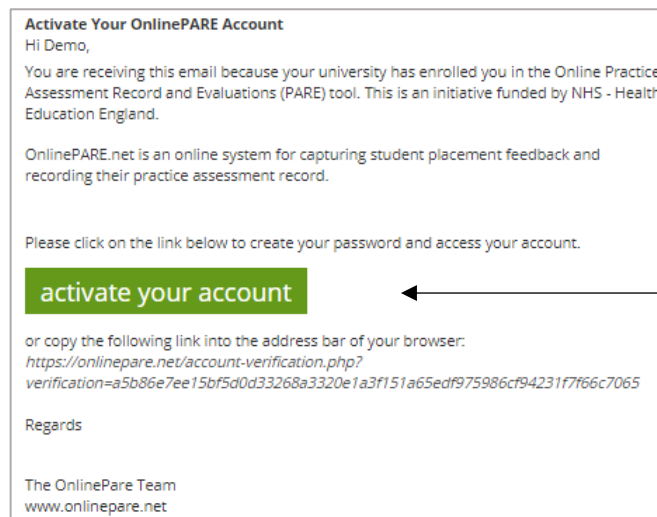 Activate Your OnlinePARE Account
Hi Demo,
You are receiving this email because your university has enrolled you in the Online Practice
Assessment Record and Evaluations (PARE) tool. This is an initiative funded by NHS - Health
Education England.
OnlinePARE.net is an online system for capturing student placement feedback and
recording their practice assessment record.
Please click on the link below to create your password and access your account.
activate your account
or copy the following link into the address bar of your browser:
https://onlinepare.net/account-verification.php?
verification=a5b86e7ee15bf5d0d33268a3320e1a3f151a65edf975986cf94231f7f66c7065
Regards
The OnlinePare Team
www.onlinepare.net